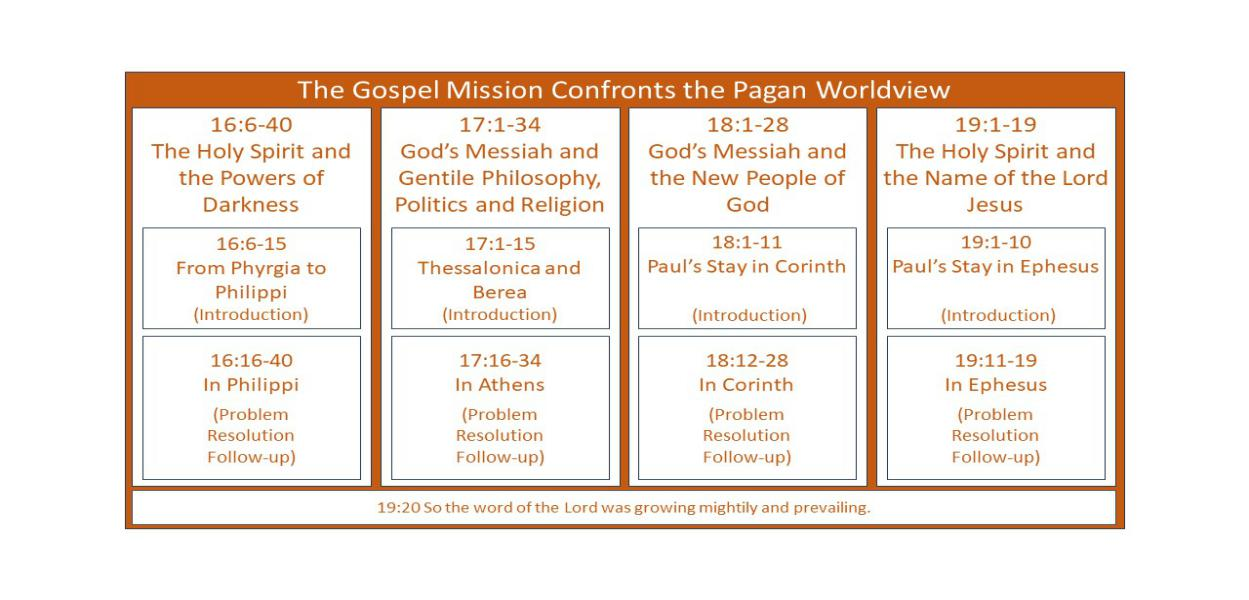 The Gospel Mission Confronts the Pagan Worldview
16:6-40
The Holy Spirit and
the Powers of
Darkness
16:6-15
From Phyrgia to
Philippi
(Introduction)
16:16-40
In Philippi
(Problem
Resolution
Follow-up)
17:1-34
God’s Messiah and
Gentile Philosophy,
Politics and Religion
17:1-15
Thessalonica and
Berea
(Introduction)
17:16-34
In Athens
(Problem
Resolution
Follow-up)
18:1-28
God’s Messiah and
the New People of
God
18:1-11
Paul’s Stay in Corinth
(Introduction)
18:12-28
In Corinth
(Problem
Resolution
Follow-up)
19:1-19
The Holy Spirit and
the Name of the Lord
Jesus
19:1-10
Paul’s Stay in Ephesus
(Introduction)
19:11-19
In Ephesus
(Problem
Resolution
Follow-up)
19:20 So the word of the Lord was growing mightily and prevailing.